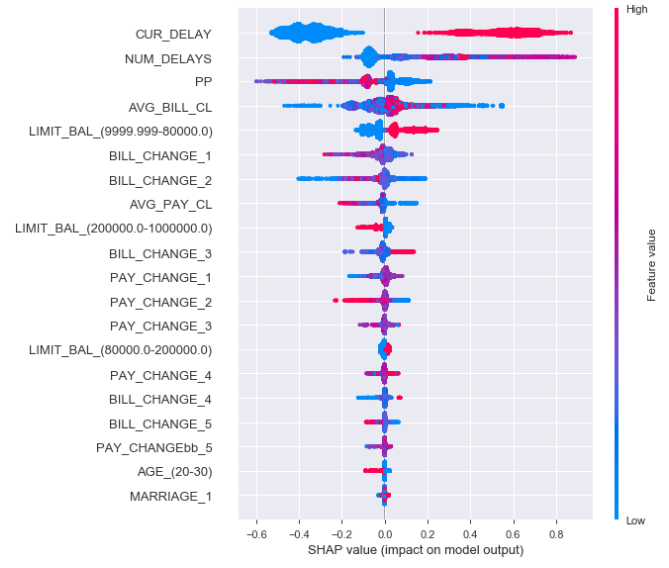 High
CUR_DELAY
NUM_DELAYS
PP
AVG_BILL_CL
LIMIT_BAL_(9999.999-80000.0)
BILL_CHANGE_1
BILL_CHANGE_2
AVG_PAY_CL
LIMIT_BAL_(200000.0-1000000.0)
BILL_CHANGE_3
PAY_CHANGE_1
PAY_CHANGE_2
PAY_CHANGE_3
LIMIT_BAL_(80000.0-200000.0)
PAY_CHANGE_4
BILL_CHANGE_4
BILL_CHANGE_5
PAY_CHANGEbb_5
AGE_(20-30)
MARRIAGE_1
Feature value
Low
−0.6 −0.4 −0.2 0.0 0.2 0.4 0.6 0.8
SHAP value (impact on model output)